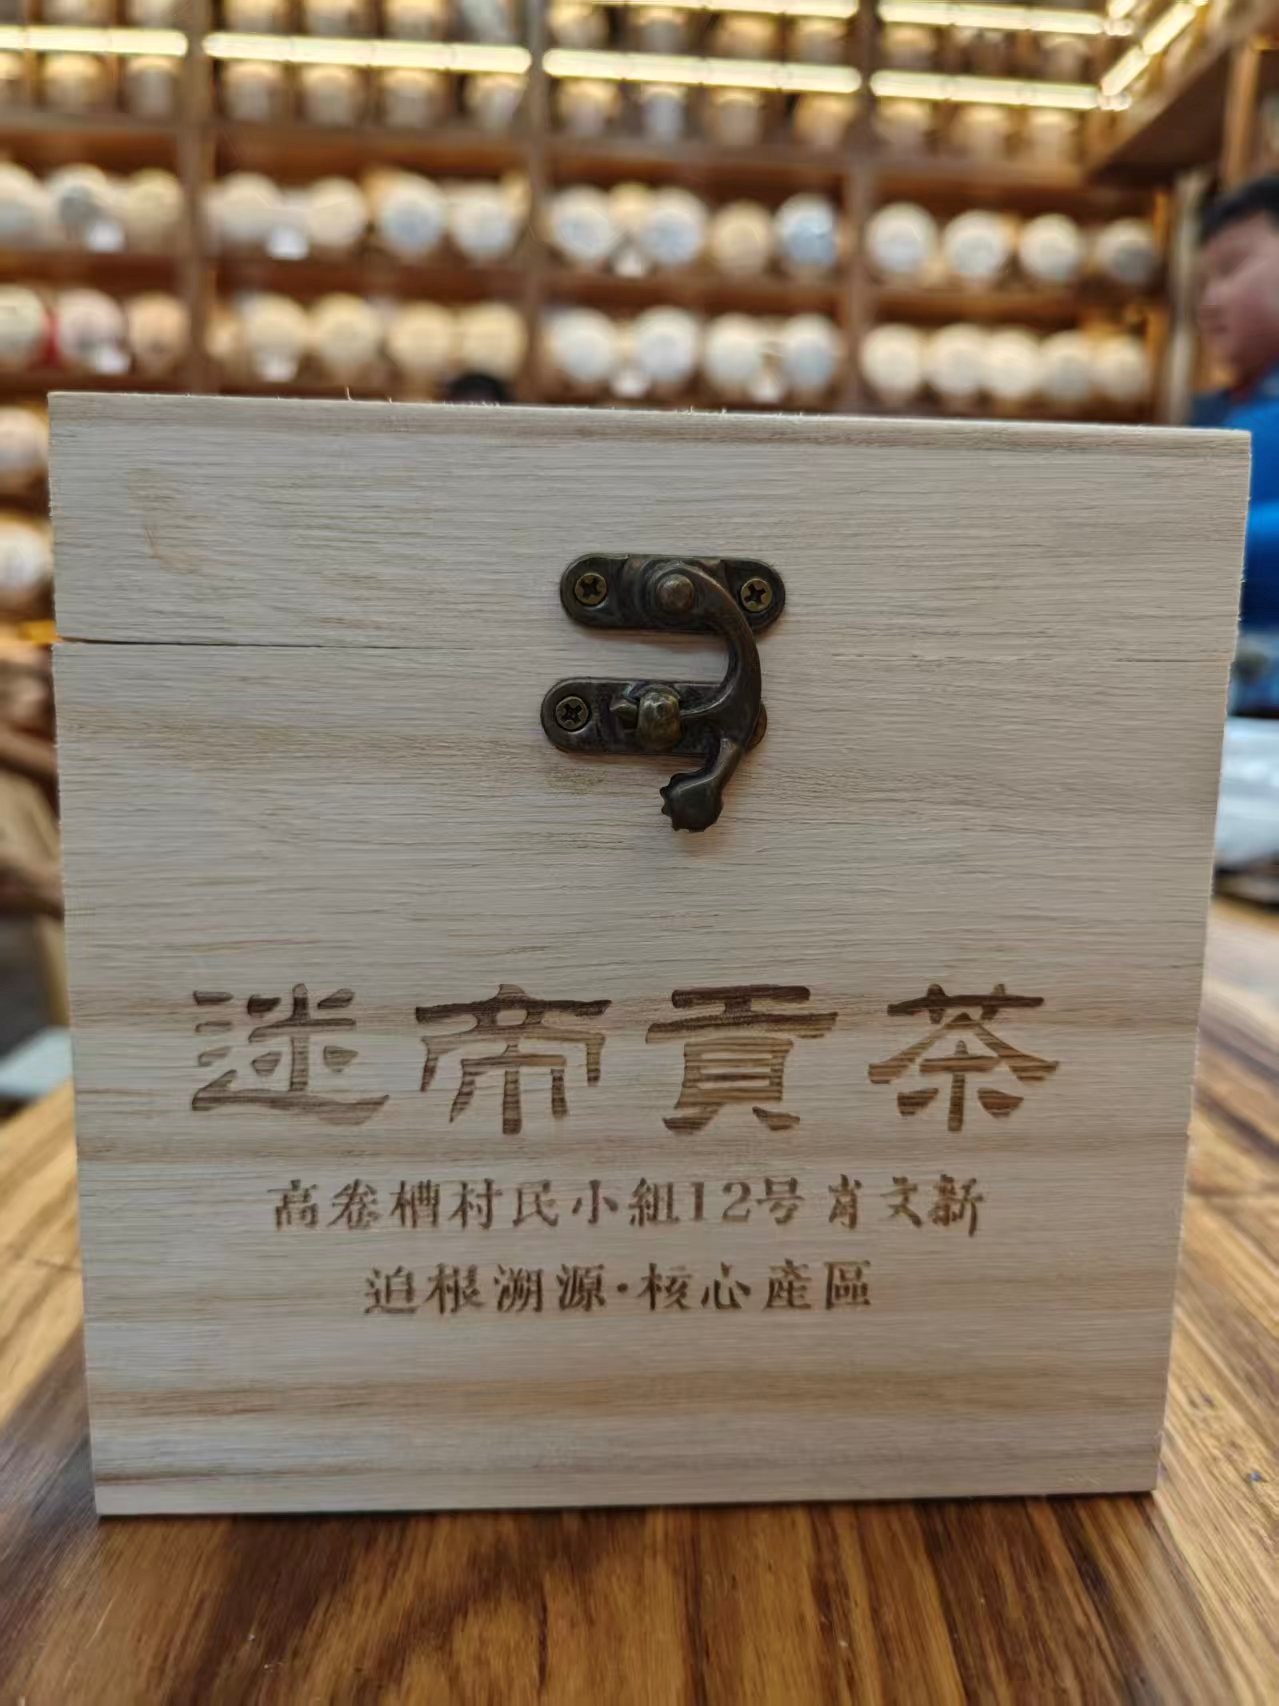 迷帝貢茶
高卷槽村民小組12号肖文新
追根溯源·核心産區